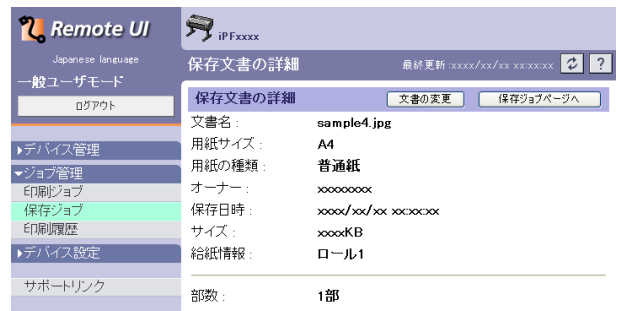 Remote UI
iPFxxxx
Japanese language
一般ユーザモード
ログアウト
保存文書の詳細
最終更新 :xxxx/xx/xx xx:xx:xx
?
▶デバイス管理
▼ジョブ管理
印刷ジョブ
保存ジョブ
印刷履歴
▶デバイス設定
サポートリンク
保存文書の詳細
文書の変更
保存ジョブページへ
文書名 : sample4.jpg
用紙サイズ : A4
用紙の種類 : 普通紙
オーナー : xxxxxxxx
保存日時 : xxxx/xx/xx xx:xx:xx
サイズ : xxxxKB
給紙情報 : ロール1
部数 : 1部